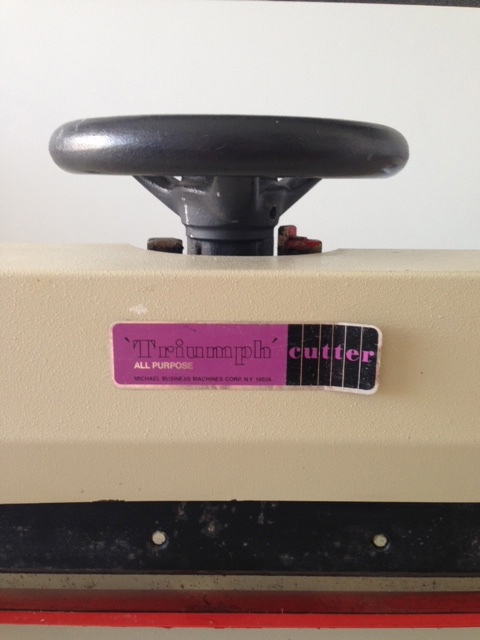 `Triumph´ cutter
ALL PURPOSE
MICHAEL BUSINESS MACHINES CORP. N.Y.